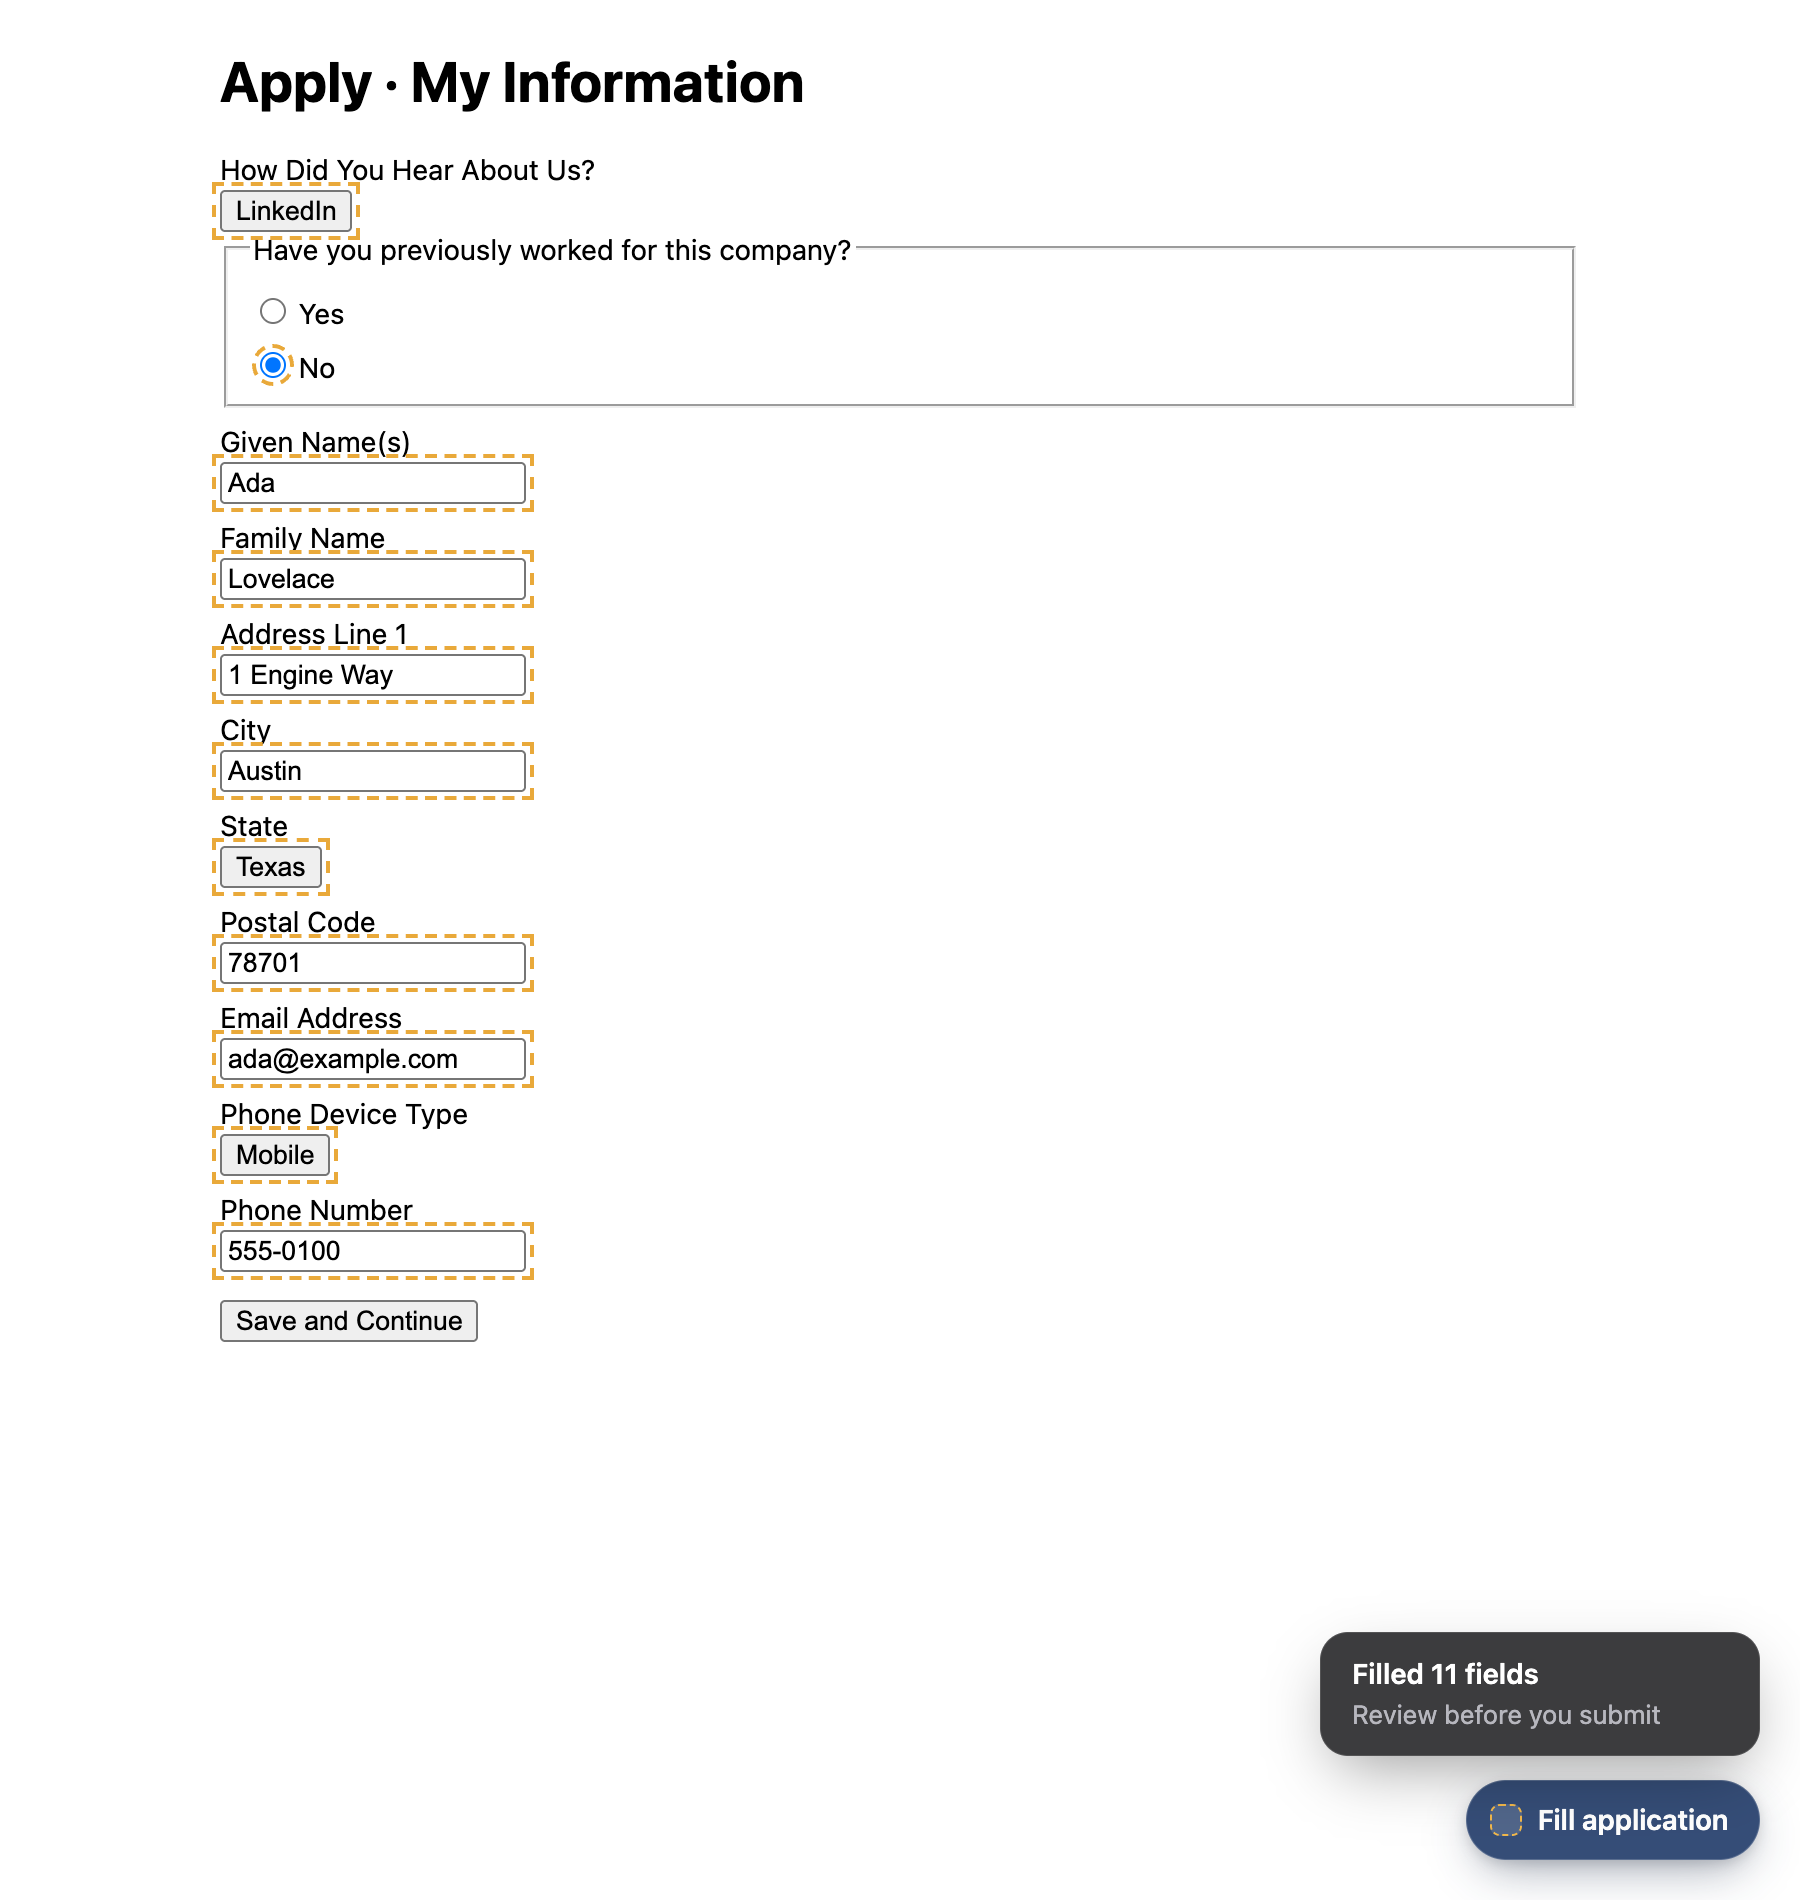 Apply · My Information
How Did You Hear About Us?
LinkedIn
Have you previously worked for this company?
Yes
No
Given Name(s)
Ada
Family Name
Lovelace
Address Line 1
1 Engine Way
City
Austin
State
Texas
Postal Code
78701
Email Address
ada@example.com
Phone Device Type
Mobile
Phone Number
555-0100
Save and Continue
Filled 11 fields
Review before you submit
Fill application